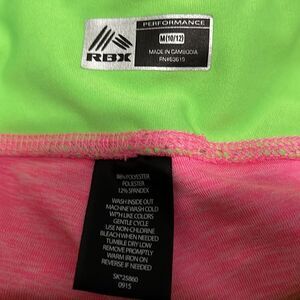 PERFORMANCE
RBX
M(10/12)
MADE IN CAMBODIA
RN#60619
88% POLYESTER
POLIESTER
12% SPANDEX
WASH INSIDE OUT
MACHINE WASH COLD
WITH LIKE COLORS
GENTLE CYCLE
USE NON-CHLORINE
BLEACH WHEN NEEDED
TUMBLE DRY LOW
REMOVE PROMPTLY
WARM IRON ON
REVERSE IF NEEDED
SK*25860
0915